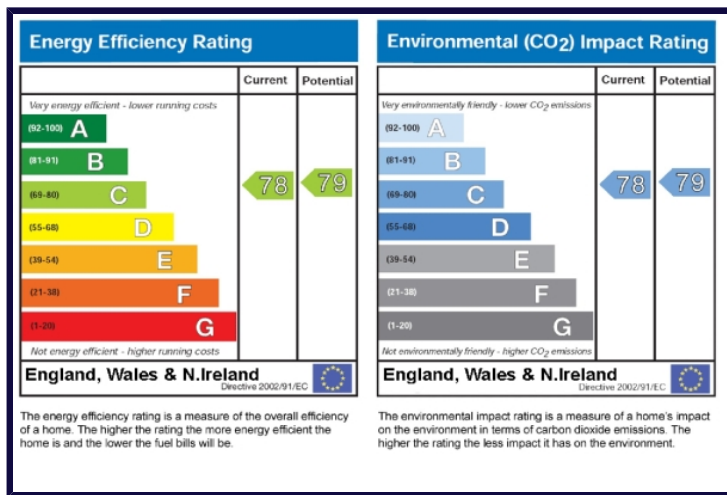 Energy Efficiency Rating
Current Potential
Very energy efficient - lower running costs
(92-100) A
(81-91) B
(69-80) C
78 79
(55-68) D
(39-54) E
(21-38) F
(1-20) G
Not energy efficient - higher running costs
England, Wales & N.Ireland
Directive 2002/91/EC
The energy efficiency rating is a measure of the overall efficiency
of a home. The higher the rating the more energy efficient the
home is and the lower the fuel bills will be.
Environmental (CO2) Impact Rating
Current Potential
Very environmentally friendly - lower CO2 emissions
(92-100) A
(81-91) B
(69-80) C
78 79
(55-68) D
(39-54) E
(21-38) F
(1-20) G
Not environmentally friendly - higher CO2 emissions
England, Wales & N.Ireland
Directive 2002/91/EC
The environmental impact rating is a measure of a home's impact
on the environment in terms of carbon dioxide emissions. The
higher the rating the less impact it has on the environment.